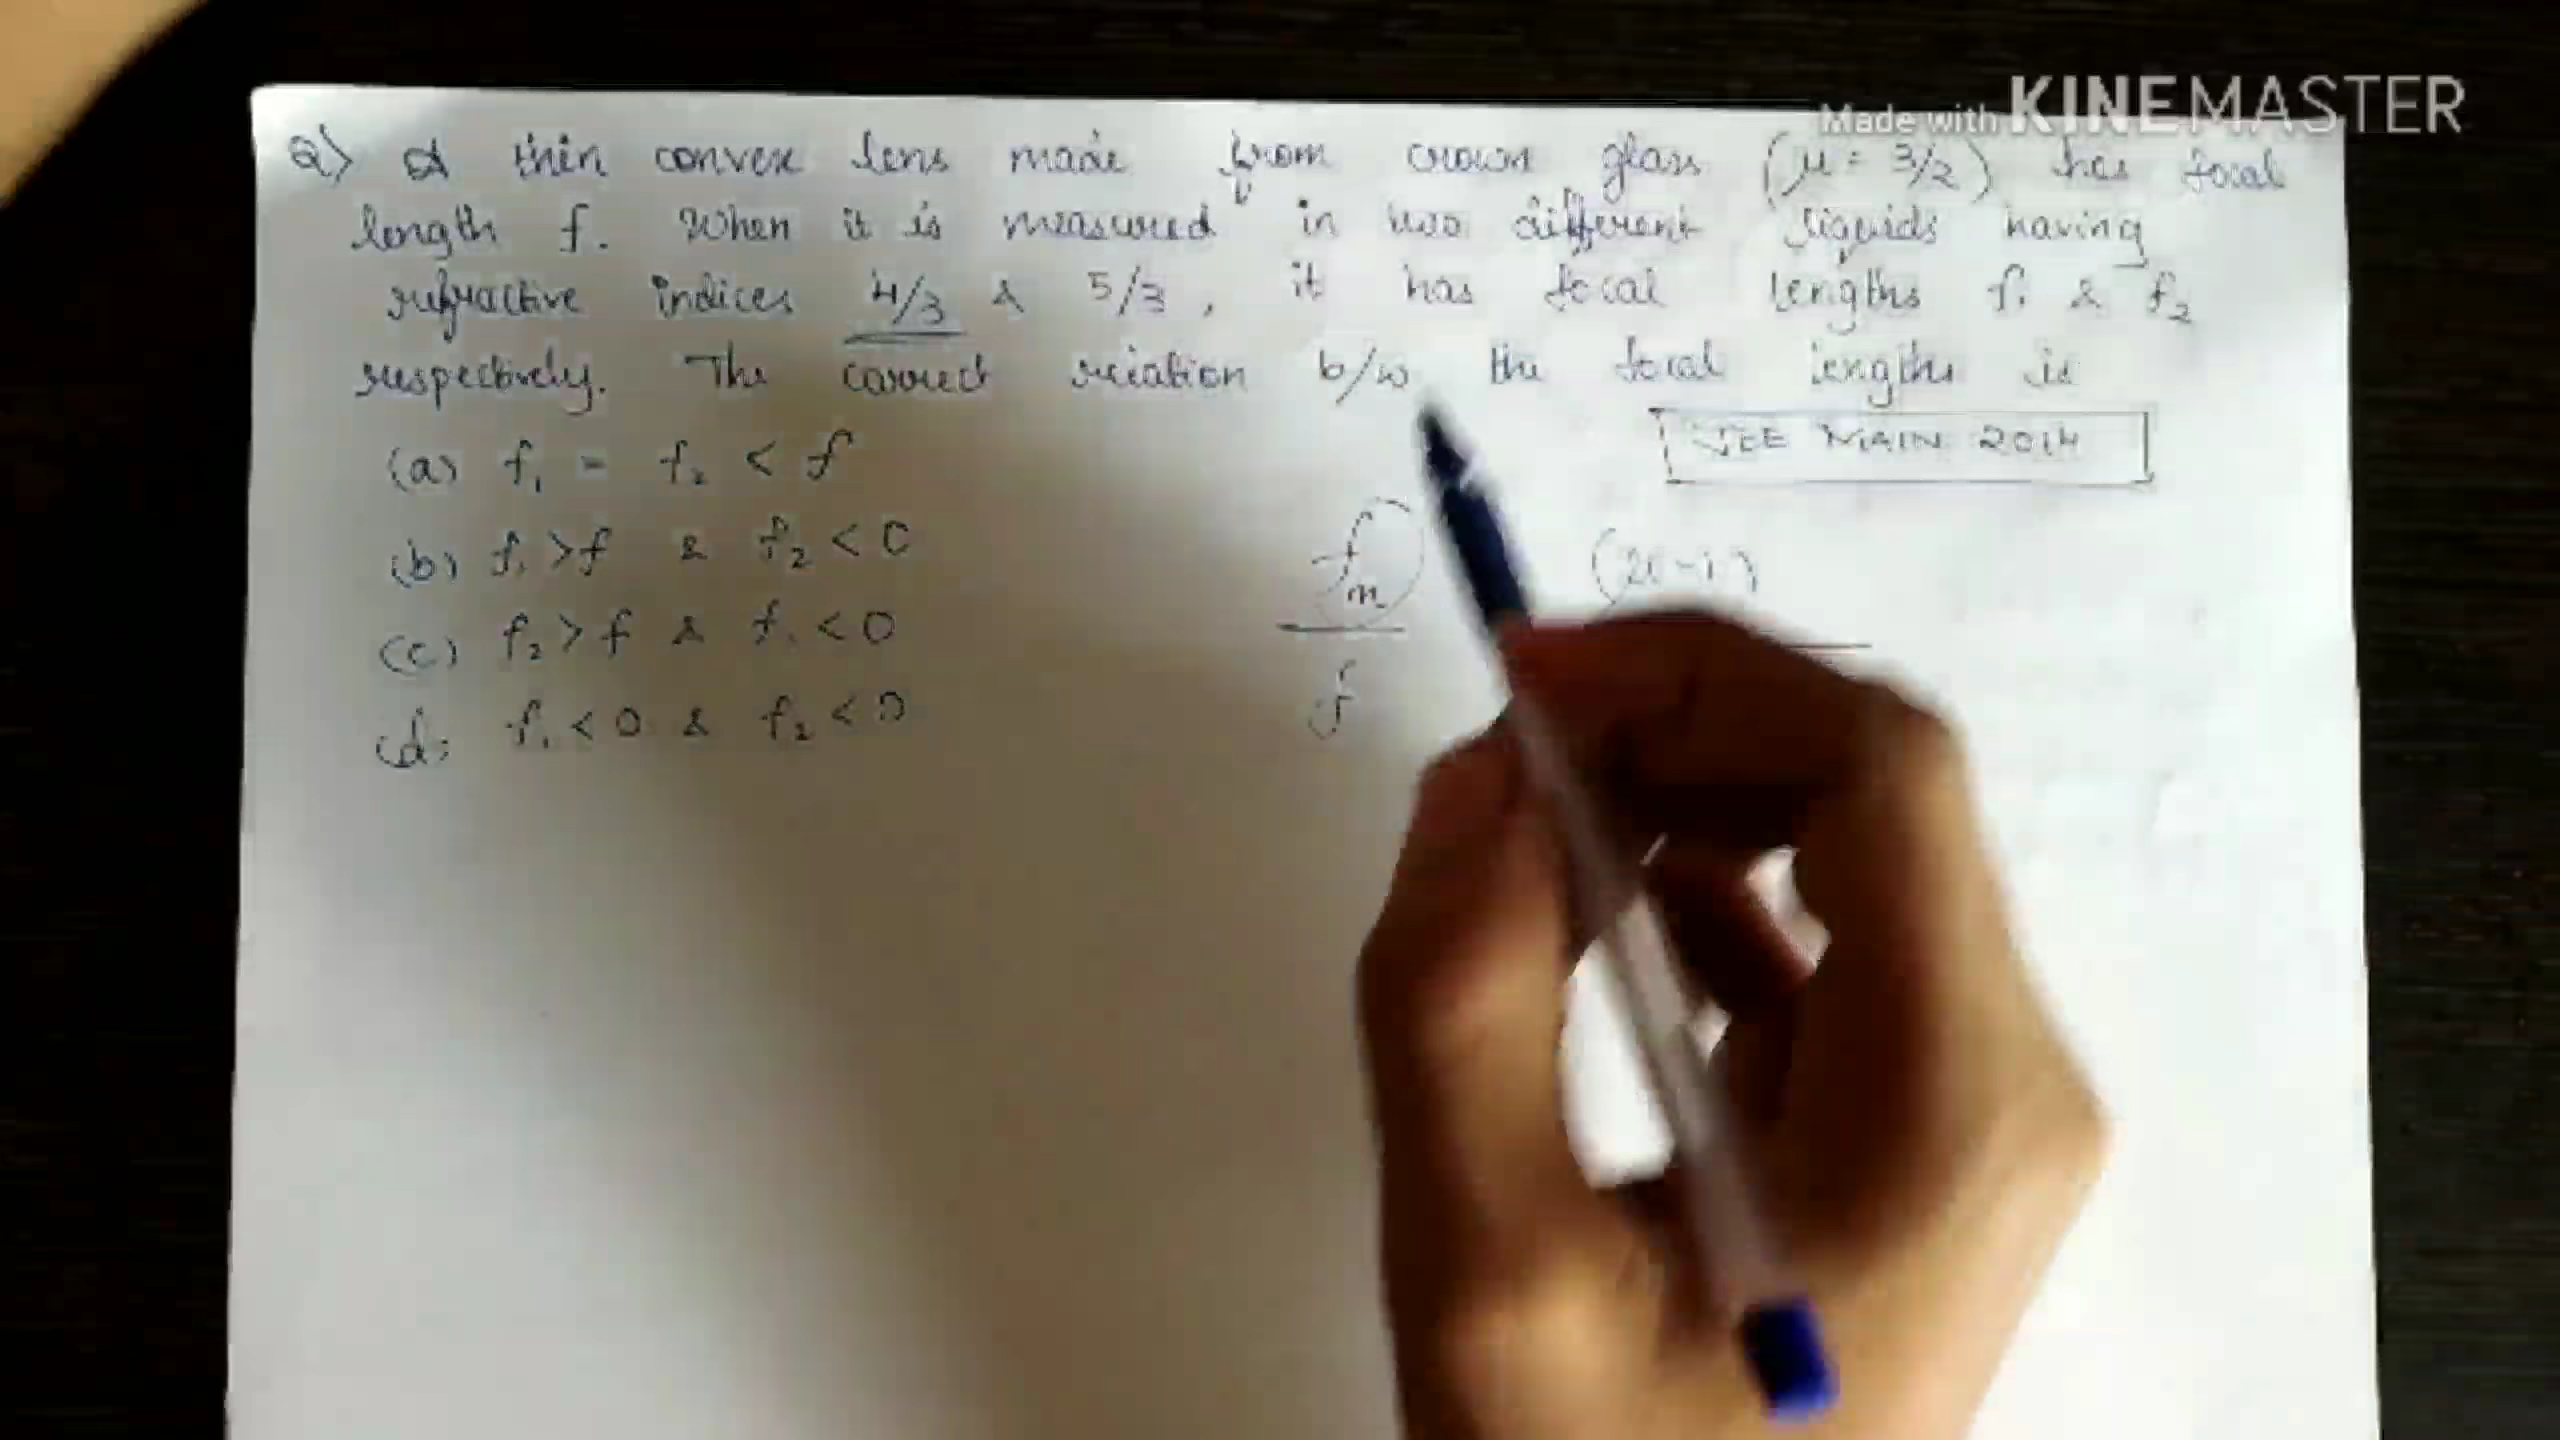 Made with KINEMASTER
Q) A thin convex lens made from crown glass (μ = 3/2) has focal
length f. When it is measured in two different liquids having
refractive indices 4/3 & 5/3, it has focal lengths f₁ & f₂
respectively. The correct relation b/w the focal lengths is
(a) f₁ = f₂ < f
JEE MAIN 2014
(b) f₁ > f & f₂ < 0
(c) f₂ > f & f₁ < 0
(d) f₁ < 0 & f₂ < 0
f m
f